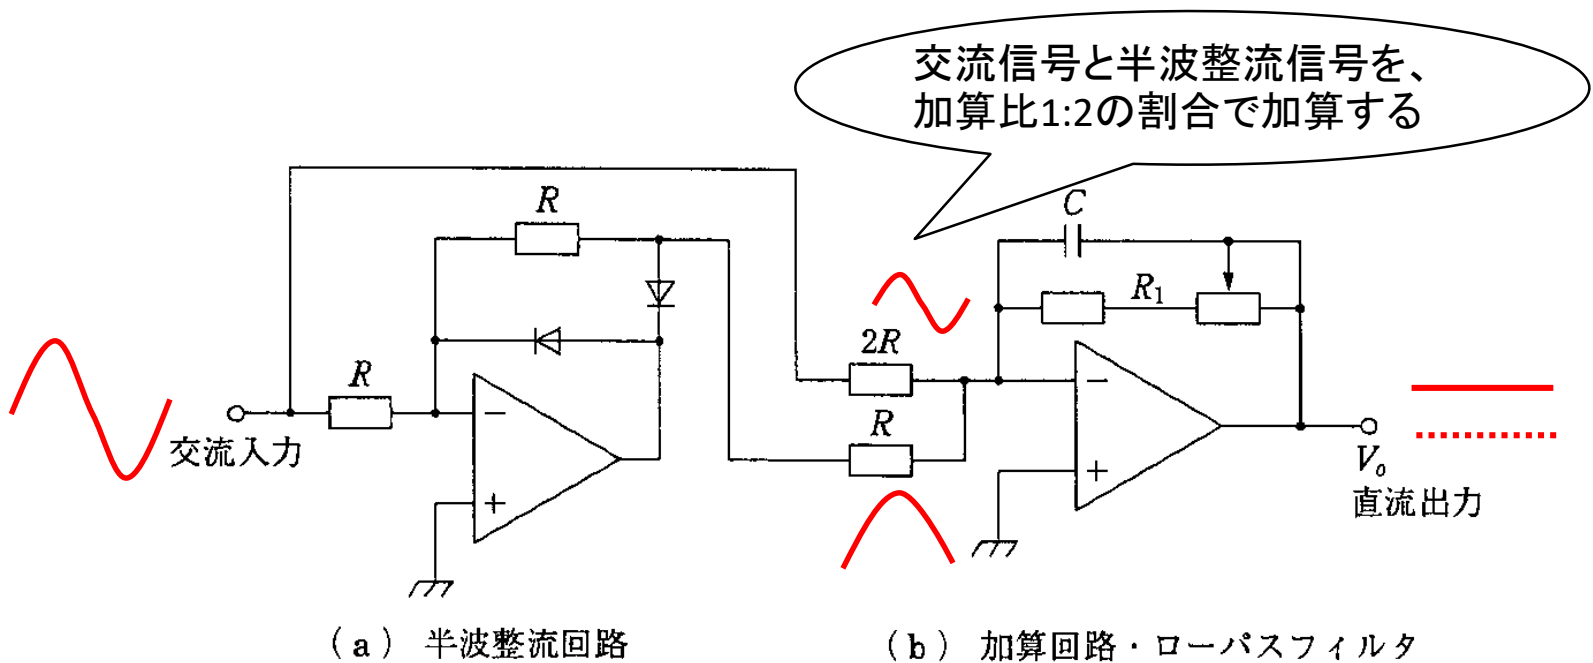 交流信号と半波整流信号を、
加算比1:2の割合で加算する
R
C
R₁
2R
R
R
交流入力
−
+
−
+
Vₒ
直流出力
(a) 半波整流回路
(b) 加算回路・ローパスフィルタ